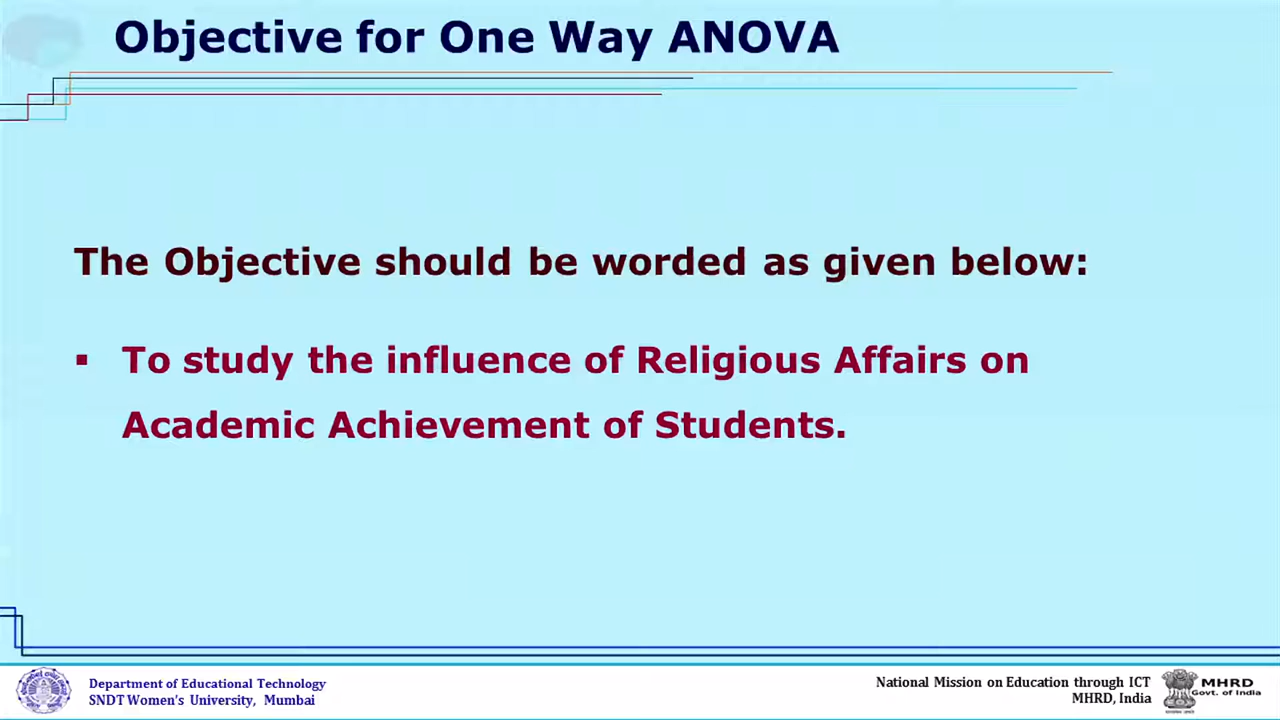 Objective for One Way ANOVA
The Objective should be worded as given below:
▪ To study the influence of Religious Affairs on
Academic Achievement of Students.
Department of Educational Technology
SNDT Women's University, Mumbai
National Mission on Education through ICT
MHRD, India
MHRD
Govt. of India